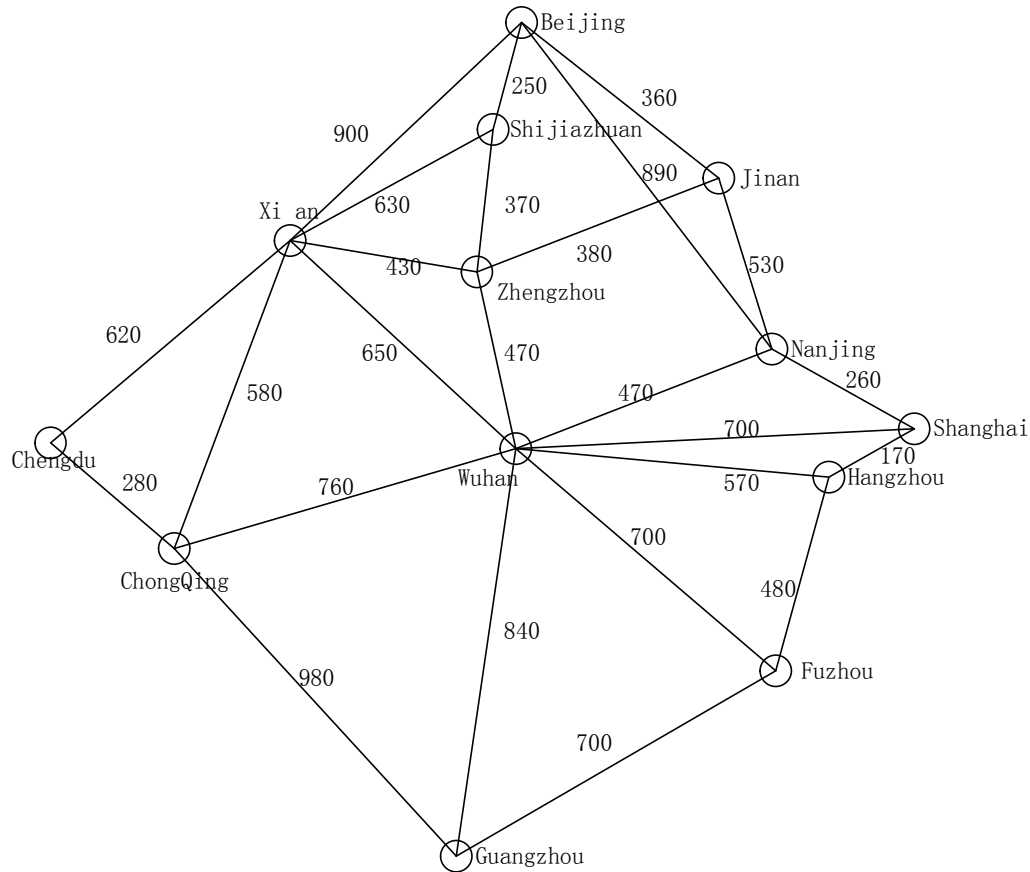 Beijing
250
360
900
Shijiazhuan
890
Jinan
630
370
Xi an
380
430
530
Zhengzhou
620
650
470
Nanjing
260
580
470
700
Shanghai
170
Chengdu
280
760
Wuhan
570
Hangzhou
700
ChongQing
480
840
980
Fuzhou
700
Guangzhou